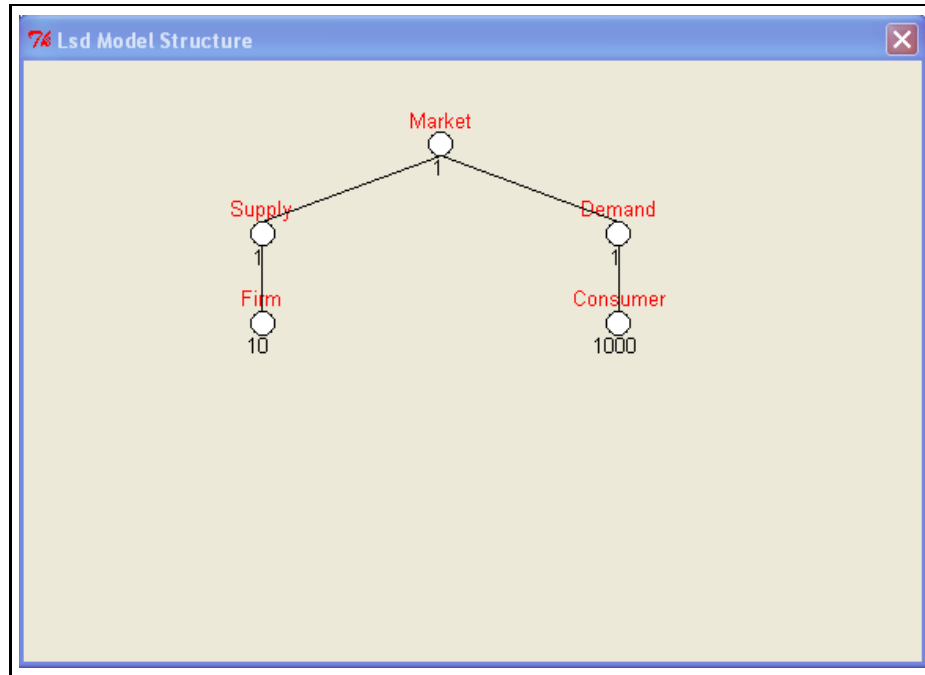 Lsd Model Structure
Market
1
Supply Demand
1 1
Firm Consumer
10 1000